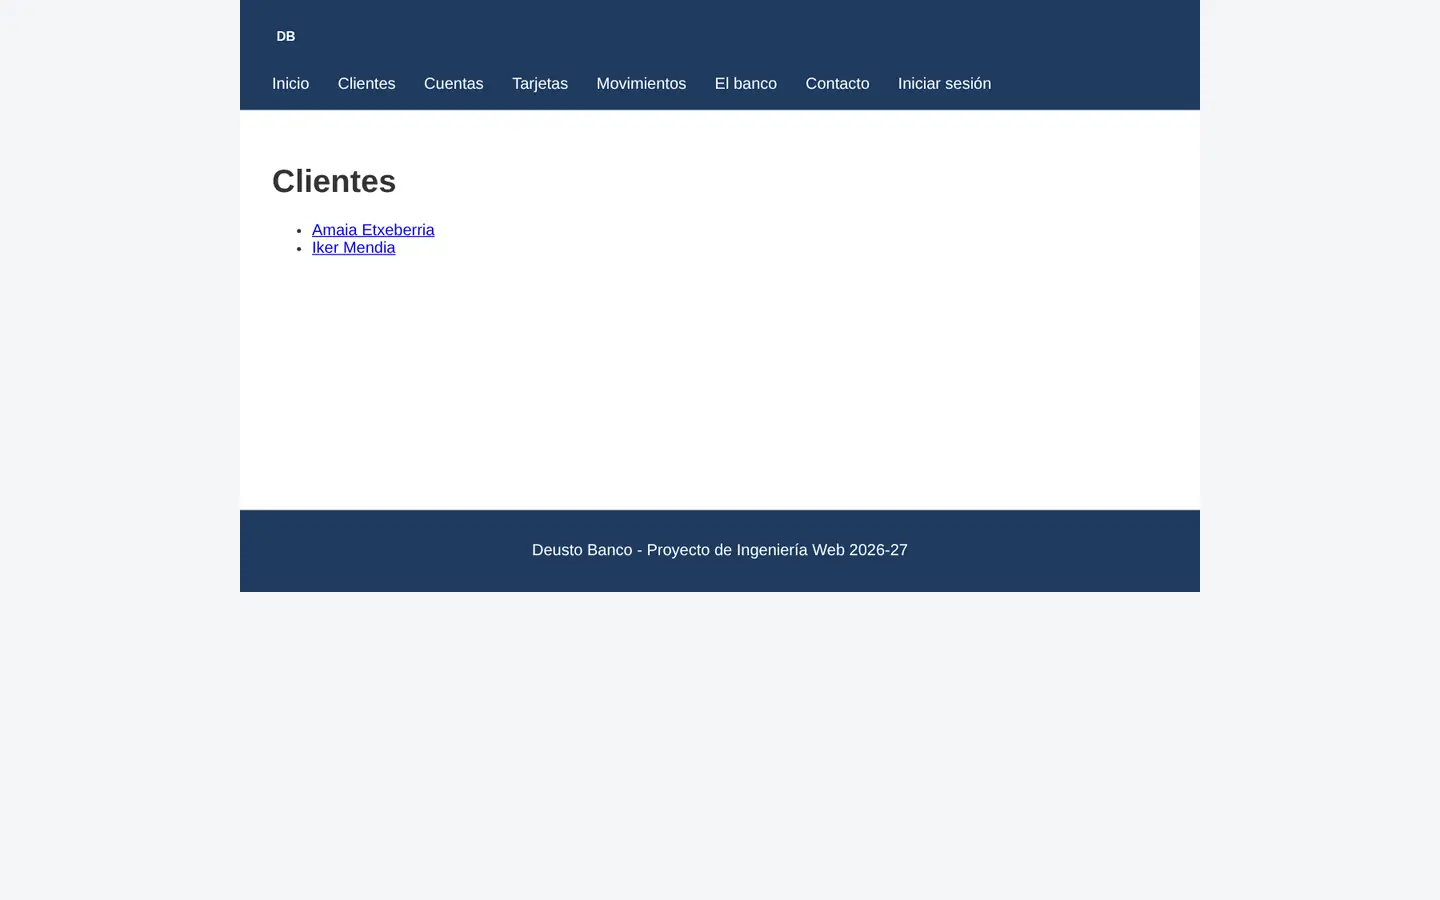 DB
Inicio Clientes Cuentas Tarjetas Movimientos El banco Contacto Iniciar sesión
Clientes
Amaia Etxeberria
Iker Mendia
Deusto Banco - Proyecto de Ingeniería Web 2026-27